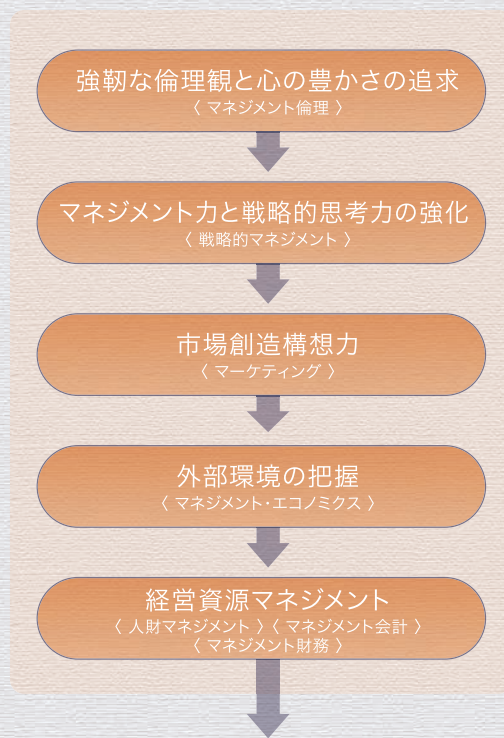 強靭な倫理観と心の豊かさの追求
〈 マネジメント倫理 〉
マネジメント力と戦略的思考力の強化
〈 戦略的マネジメント 〉
市場創造構想力
〈 マーケティング 〉
外部環境の把握
〈 マネジメント・エコノミクス 〉
経営資源マネジメント
〈 人財マネジメント 〉〈 マネジメント会計 〉
〈 マネジメント財務 〉